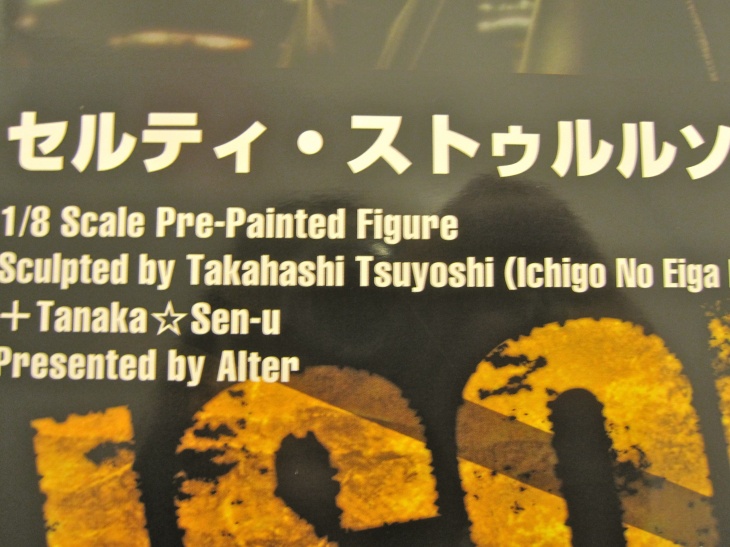 セルティ・ストゥルルソ
1/8 Scale Pre-Painted Figure
Sculpted by Takahashi Tsuyoshi (Ichigo No Eiga
＋Tanaka☆Sen-u
Presented by Alter